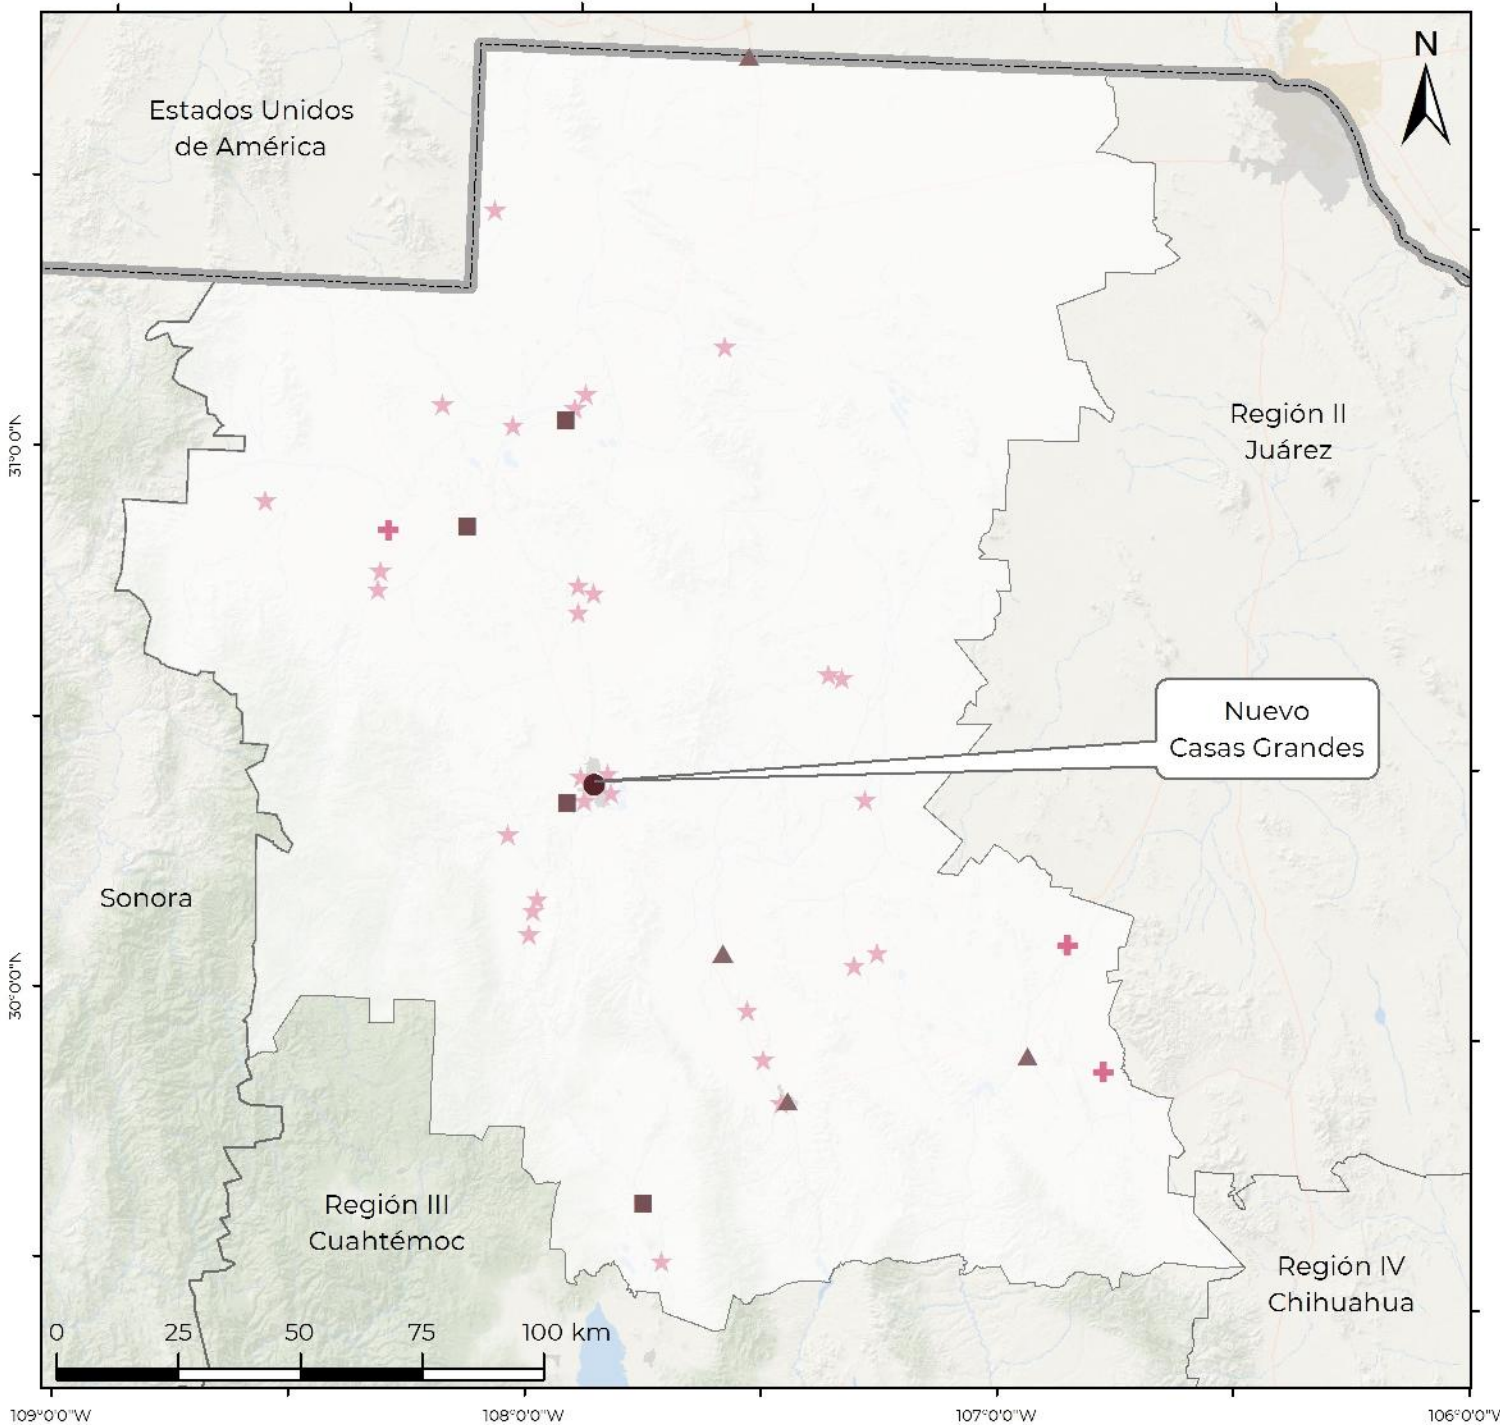 N
Estados Unidos
de América
Región II
Juárez
31°0'0"N
Nuevo
Casas Grandes
Sonora
30°0'0"N
Región III
Cuahtémoc
Región IV
Chihuahua
0 25 50 75 100 km
109°0'0"W 108°0'0"W 107°0'0"W 106°0'0"W